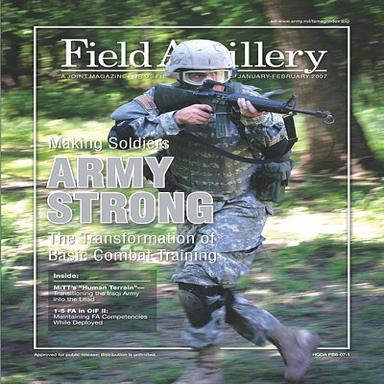 sill-www.army.mil/famag/index.asp
Field Artillery
A JOINT MAGAZINE FOR US FIE
JANUARY-FEBRUARY 2007
Making Soldiers
ARMY
STRONG
The Transformation of
Basic Combat Training
Inside:
MiTT's "Human Terrain"—
Transitioning the Iraqi Army
into the Lead
1-5 FA in OIF II:
Maintaining FA Competencies
While Deployed
Approved for public release; distribution is unlimited.
HQDA PB6-07-1